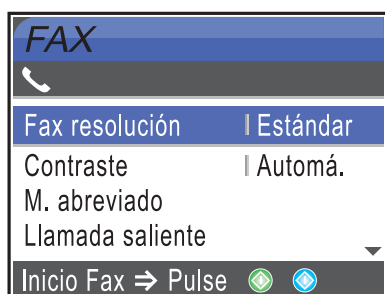 FAX
Fax resolución Estándar
Contraste Automá.
M. abreviado
Llamada saliente
Inicio Fax ⇒ Pulse